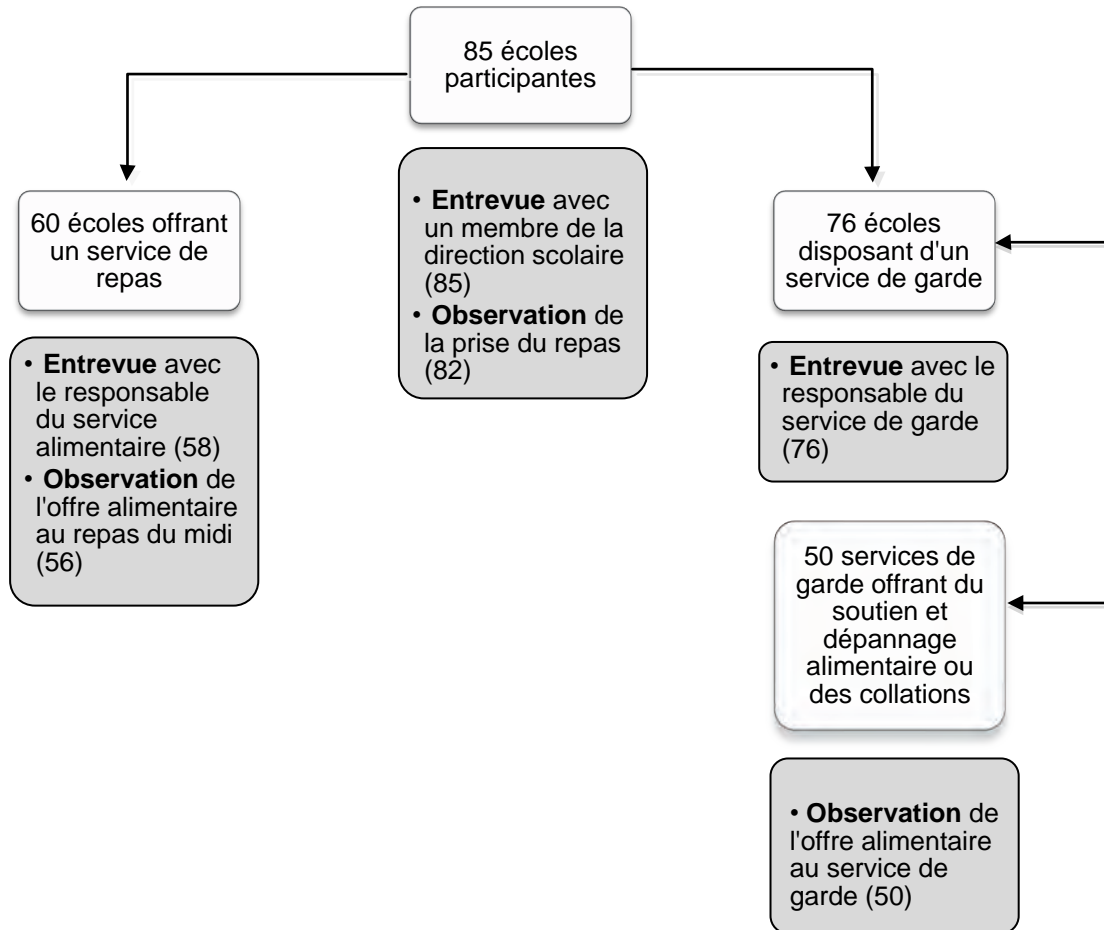 85 écoles
participantes
60 écoles offrant
un service de
repas
• Entrevue avec
le responsable
du service
alimentaire (58)
• Observation de
l'offre alimentaire
au repas du midi
(56)
• Entrevue avec
un membre de la
direction scolaire
(85)
• Observation de
la prise du repas
(82)
76 écoles
disposant d'un
service de garde
• Entrevue avec le
responsable du
service de garde
(76)
50 services de
garde offrant du
soutien et
dépannage
alimentaire ou
des collations
• Observation de
l'offre alimentaire
au service de
garde (50)